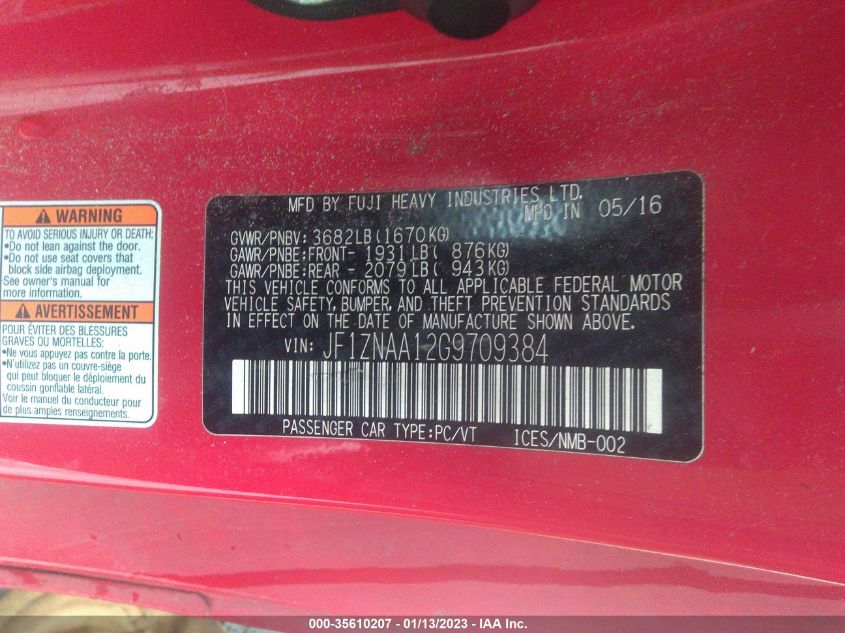 WARNING
TO AVOID SERIOUS INJURY OR DEATH:
•Do not lean against the door.
•Do not use seat covers that
block side airbag deployment.
See owner's manual for
more information.
AVERTISSEMENT
POUR ÉVITER DES BLESSURES
GRAVES OU MORTELLES:
•Ne vous appuyez pas contre la porte.
•N'utilisez pas un couvre-siège
qui peut bloquer le déploiement du
coussin gonflable latéral.
Voir le manuel du conducteur pour
de plus amples renseignements.
MFD BY FUJI HEAVY INDUSTRIES LTD.
MFD IN 05/16
GVWR/PNBV: 3682LB(1670KG)
GAWR/PNBE:FRONT- 1931LB( 876KG)
GAWR/PNBE:REAR - 2079LB( 943KG)
THIS VEHICLE CONFORMS TO ALL APPLICABLE FEDERAL MOTOR
VEHICLE SAFETY, BUMPER, AND THEFT PREVENTION STANDARDS
IN EFFECT ON THE DATE OF MANUFACTURE SHOWN ABOVE.
VIN: JF1ZNAA12G9709384
PASSENGER CAR TYPE:PC/VT ICES/NMB-002
000-35610207 - 01/13/2023 - IAA Inc.